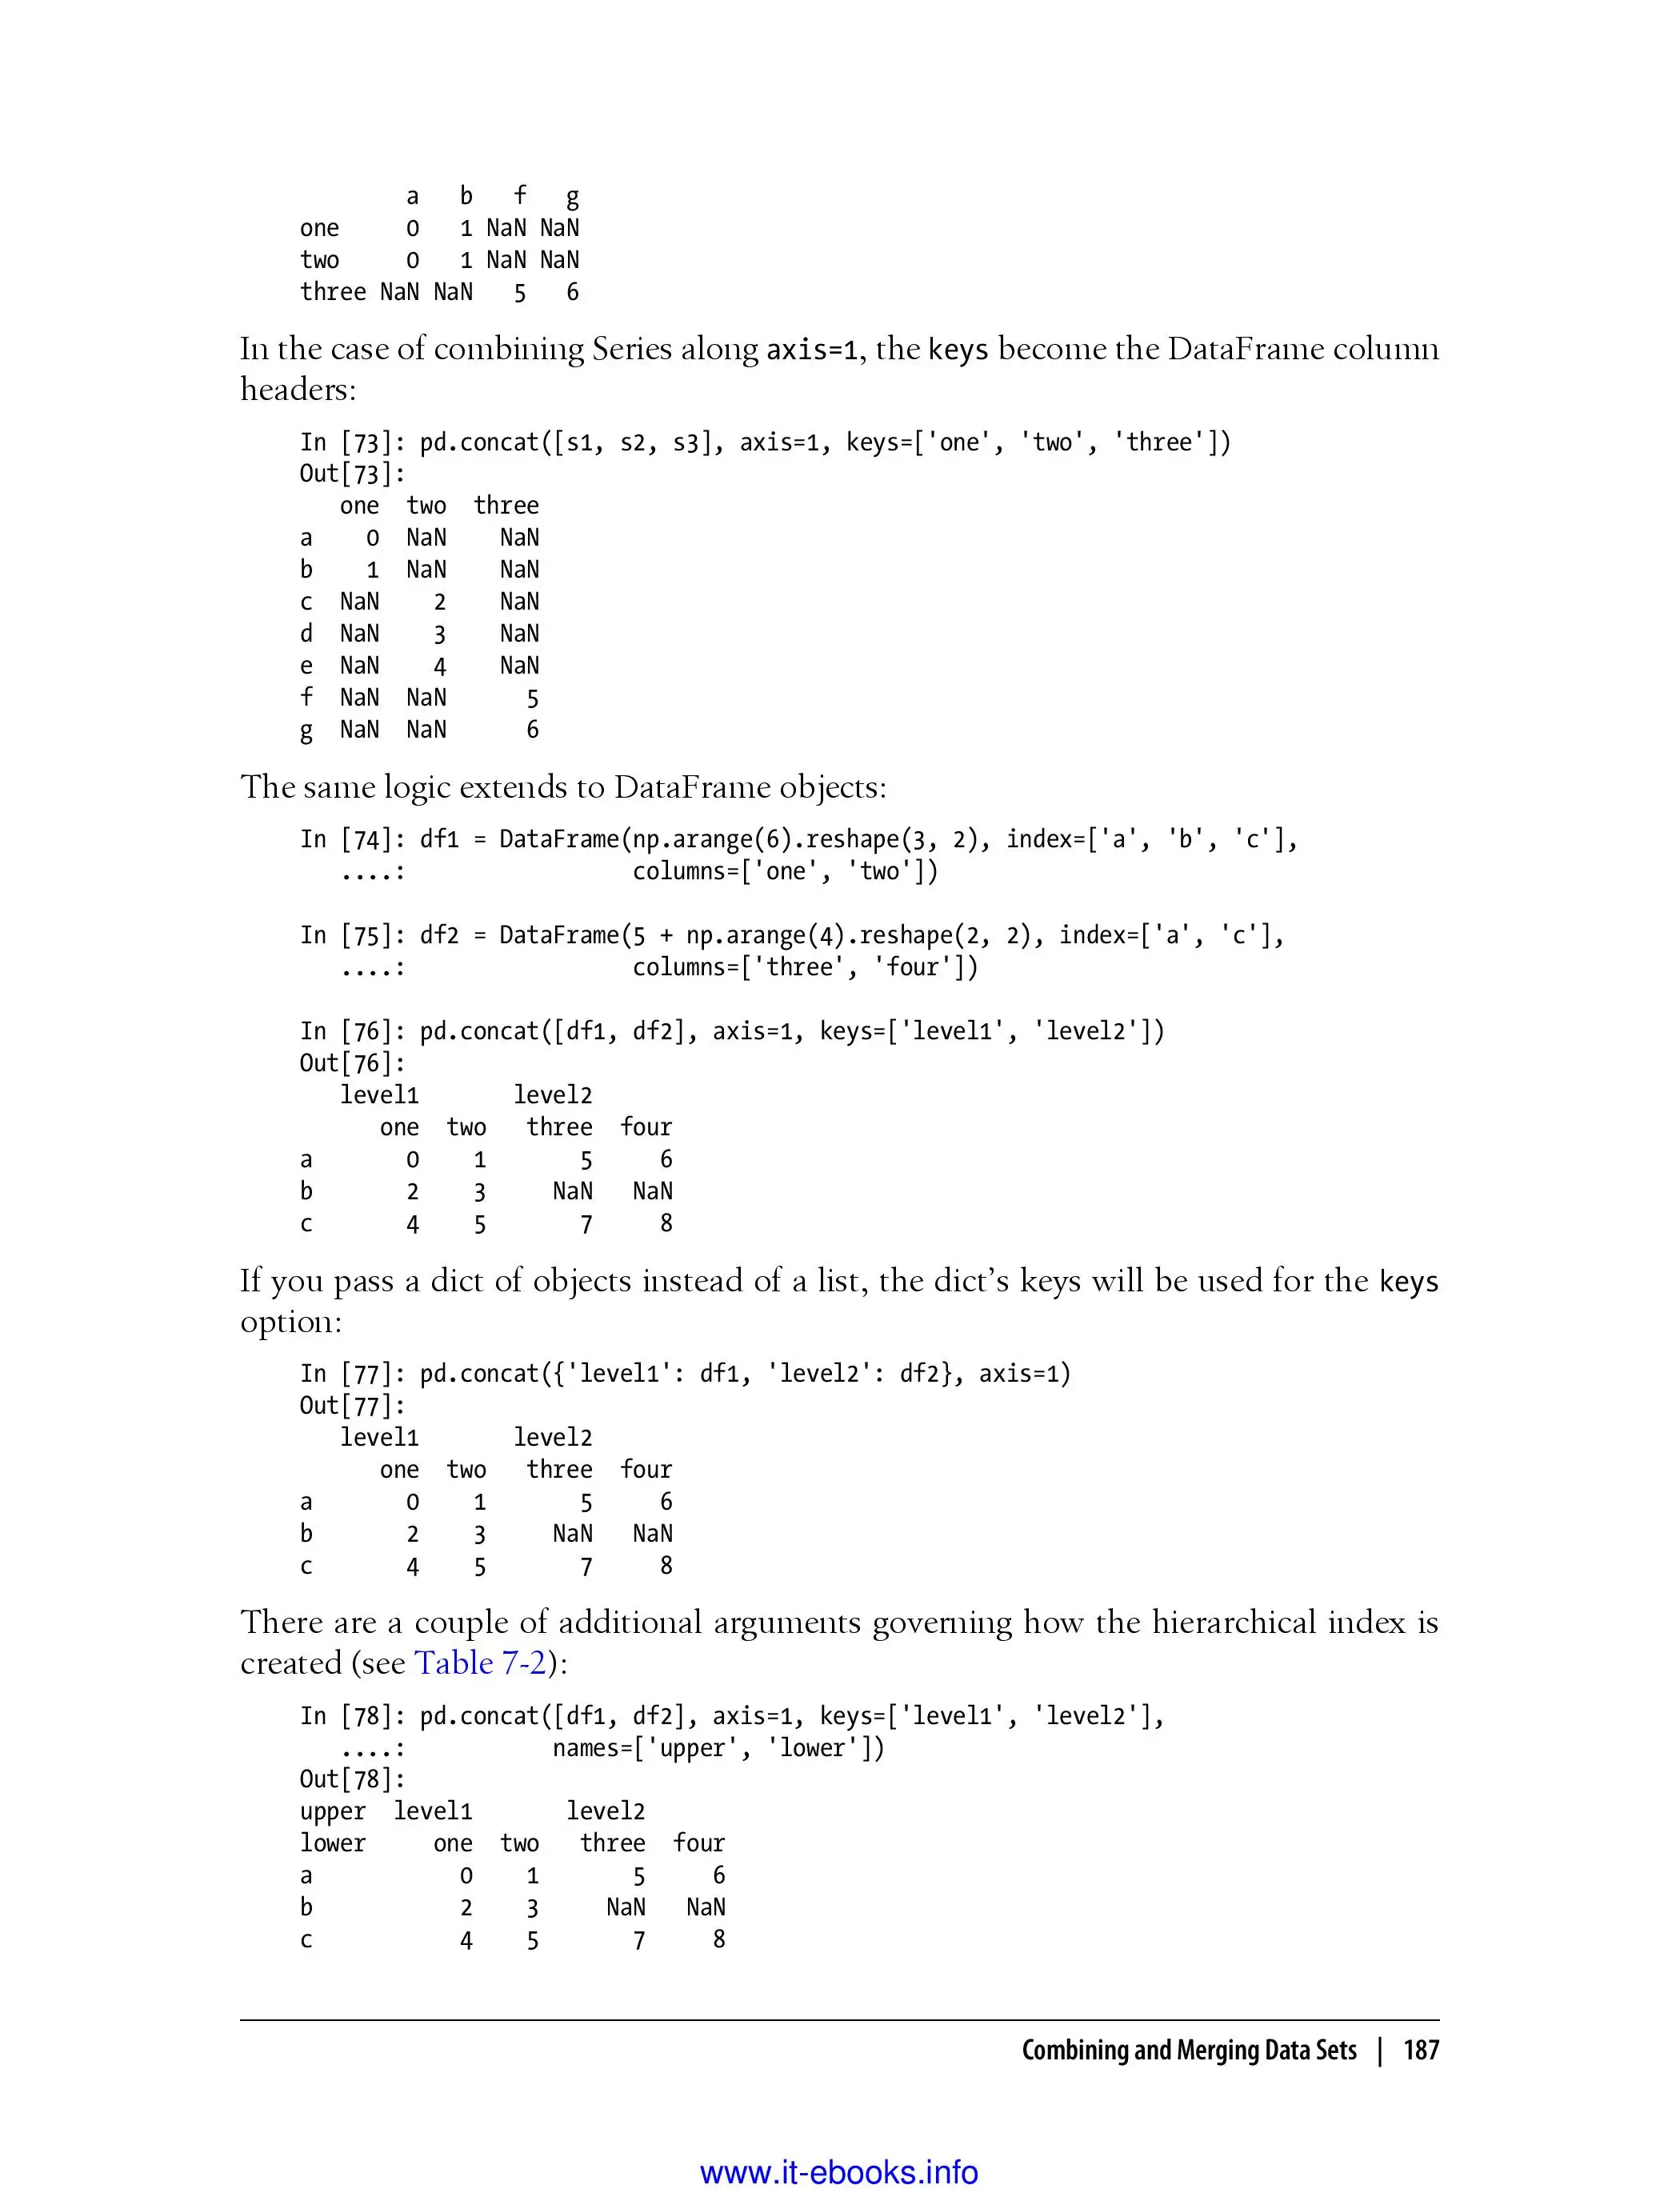 a   b   f   g
one     0   1 NaN NaN
two     0   1 NaN NaN
three NaN NaN   5   6
In the case of combining Series along axis=1, the keys become the DataFrame column
headers:
In [73]: pd.concat([s1, s2, s3], axis=1, keys=['one', 'two', 'three'])
Out[73]:
   one  two  three
a    0  NaN    NaN
b    1  NaN    NaN
c  NaN    2    NaN
d  NaN    3    NaN
e  NaN    4    NaN
f  NaN  NaN      5
g  NaN  NaN      6
The same logic extends to DataFrame objects:
In [74]: df1 = DataFrame(np.arange(6).reshape(3, 2), index=['a', 'b', 'c'],
   ....:                 columns=['one', 'two'])
In [75]: df2 = DataFrame(5 + np.arange(4).reshape(2, 2), index=['a', 'c'],
   ....:                 columns=['three', 'four'])
In [76]: pd.concat([df1, df2], axis=1, keys=['level1', 'level2'])
Out[76]:
   level1       level2
      one  two   three  four
a       0    1       5     6
b       2    3     NaN   NaN
c       4    5       7     8
If you pass a dict of objects instead of a list, the dict’s keys will be used for the keys
option:
In [77]: pd.concat({'level1': df1, 'level2': df2}, axis=1)
Out[77]:
   level1       level2
      one  two   three  four
a       0    1       5     6
b       2    3     NaN   NaN
c       4    5       7     8
There are a couple of additional arguments governing how the hierarchical index is
created (see Table 7-2):
In [78]: pd.concat([df1, df2], axis=1, keys=['level1', 'level2'],
   ....:           names=['upper', 'lower'])
Out[78]:
upper  level1       level2
lower     one  two   three  four
a           0    1       5     6
b           2    3     NaN   NaN
c           4    5       7     8
Combining and Merging Data Sets | 187
www.it-ebooks.info